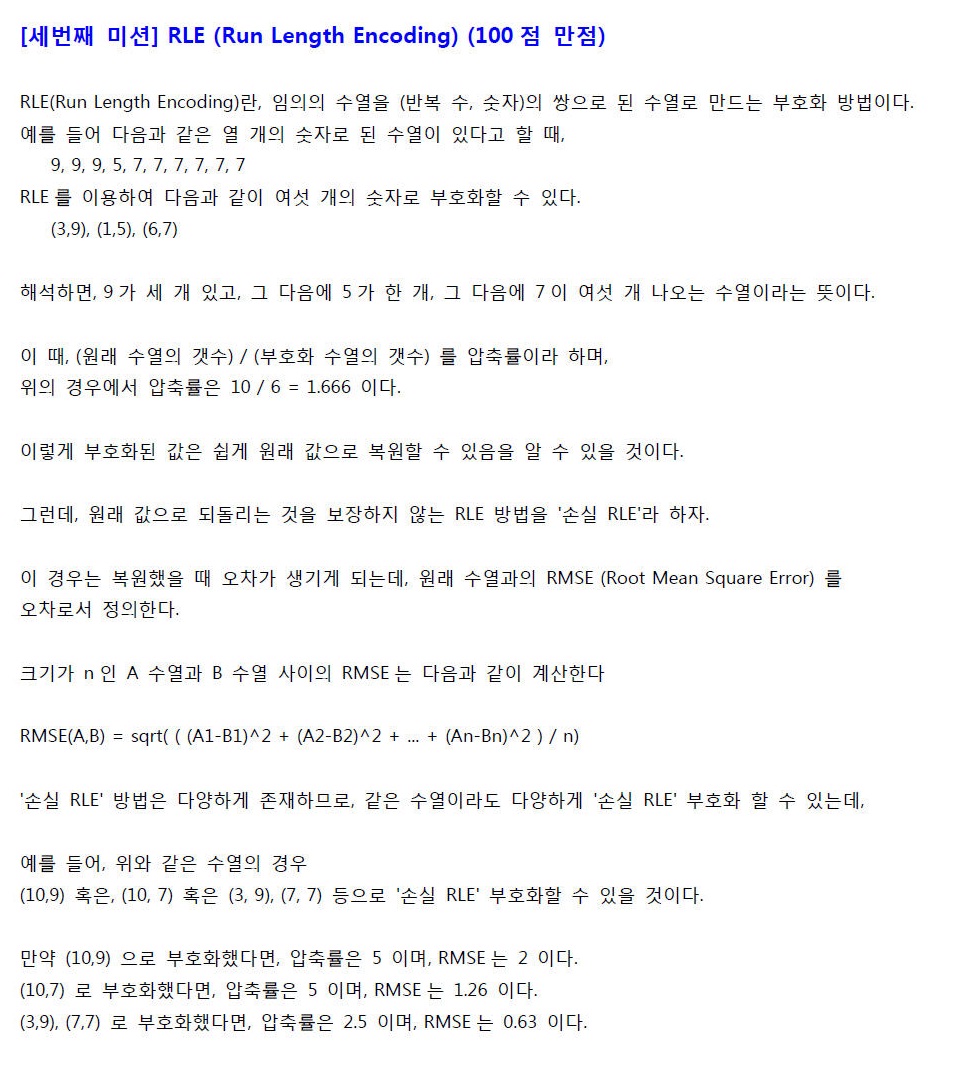 [세번째 미션] RLE (Run Length Encoding) (100점 만점)
RLE(Run Length Encoding)란, 임의의 수열을 (반복 수, 숫자)의 쌍으로 된 수열로 만드는 부호화 방법이다.
예를 들어 다음과 같은 열 개의 숫자로 된 수열이 있다고 할 때,
9, 9, 9, 5, 7, 7, 7, 7, 7, 7
RLE를 이용하여 다음과 같이 여섯 개의 숫자로 부호화할 수 있다.
(3,9), (1,5), (6,7)
해석하면, 9가 세 개 있고, 그 다음에 5가 한 개, 그 다음에 7이 여섯 개 나오는 수열이라는 뜻이다.
이 때, (원래 수열의 갯수) / (부호화 수열의 갯수) 를 압축률이라 하며,
위의 경우에서 압축률은 10 / 6 = 1.666 이다.
이렇게 부호화된 값은 쉽게 원래 값으로 복원할 수 있음을 알 수 있을 것이다.
그런데, 원래 값으로 되돌리는 것을 보장하지 않는 RLE 방법을 '손실 RLE'라 하자.
이 경우는 복원했을 때 오차가 생기게 되는데, 원래 수열과의 RMSE (Root Mean Square Error) 를
오차로서 정의한다.
크기가 n인 A 수열과 B 수열 사이의 RMSE는 다음과 같이 계산한다
RMSE(A,B) = sqrt( ( (A1-B1)^2 + (A2-B2)^2 + ... + (An-Bn)^2 ) / n)
'손실 RLE' 방법은 다양하게 존재하므로, 같은 수열이라도 다양하게 '손실 RLE' 부호화 할 수 있는데,
예를 들어, 위와 같은 수열의 경우
(10,9) 혹은, (10, 7) 혹은 (3, 9), (7, 7) 등으로 '손실 RLE' 부호화할 수 있을 것이다.
만약 (10,9) 으로 부호화했다면, 압축률은 5 이며, RMSE는 2 이다.
(10,7) 로 부호화했다면, 압축률은 5 이며, RMSE는 1.26 이다.
(3,9), (7,7) 로 부호화했다면, 압축률은 2.5 이며, RMSE는 0.63 이다.